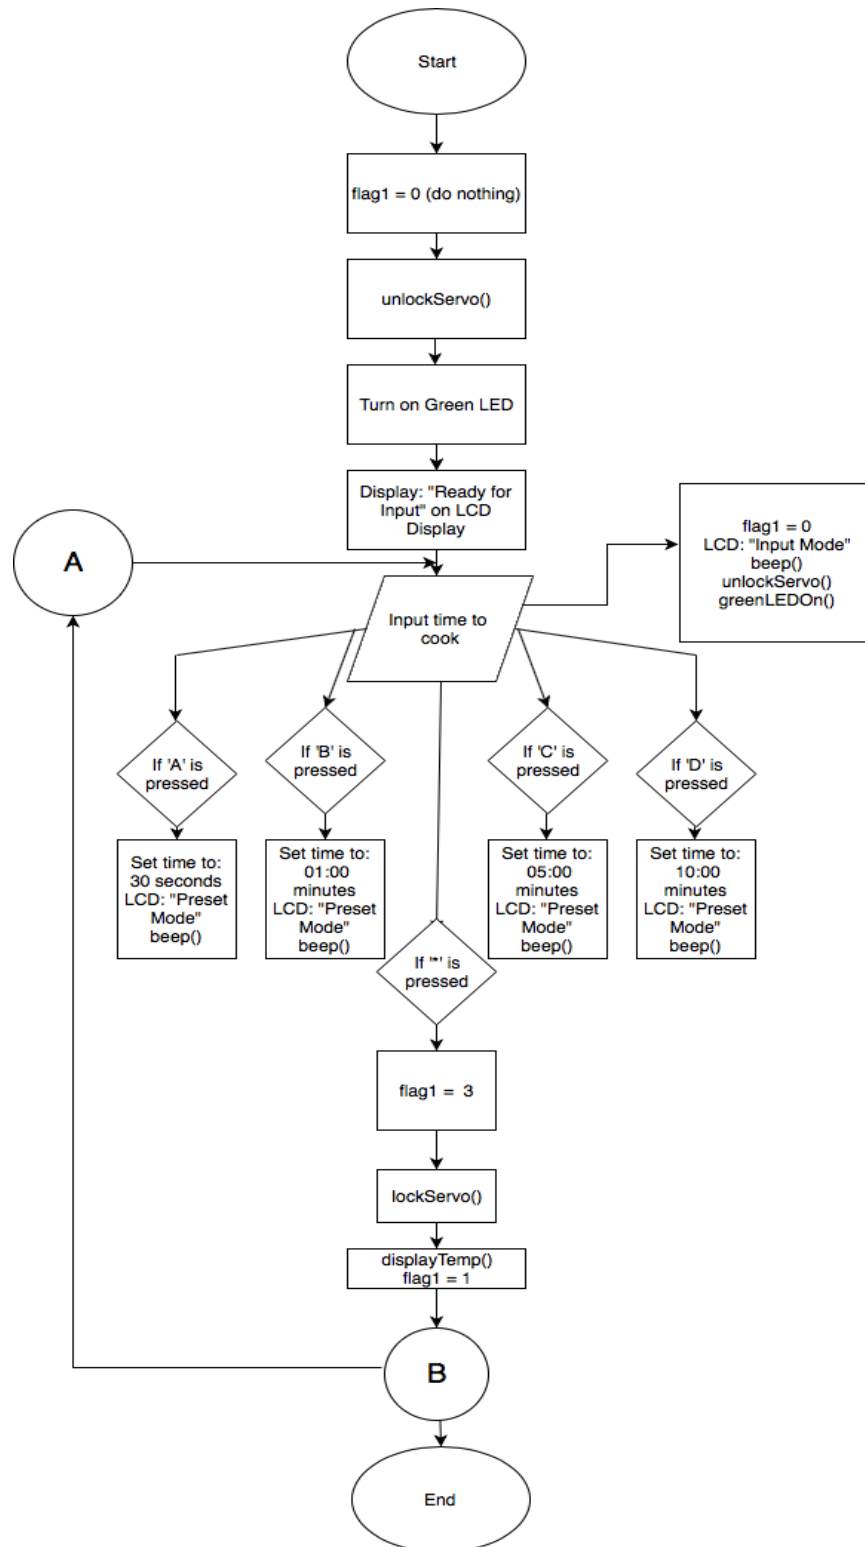 Start
flag1 = 0 (do nothing)
unlockServo()
Turn on Green LED
Display: "Ready for
Input" on LCD
Display
flag1 = 0
LCD: "Input Mode"
beep()
unlockServo()
greenLEDOn()
A
Input time to
cook
If 'A' is
pressed
If 'B' is
pressed
If 'C' is
pressed
If 'D' is
pressed
Set time to:
30 seconds
LCD: "Preset
Mode"
beep()
Set time to:
01:00
minutes
LCD: "Preset
Mode"
beep()
Set time to:
05:00
minutes
LCD: "Preset
Mode"
beep()
Set time to:
10:00
minutes
LCD: "Preset
Mode"
beep()
If '*' is
pressed
flag1 = 3
lockServo()
displayTemp()
flag1 = 1
B
End